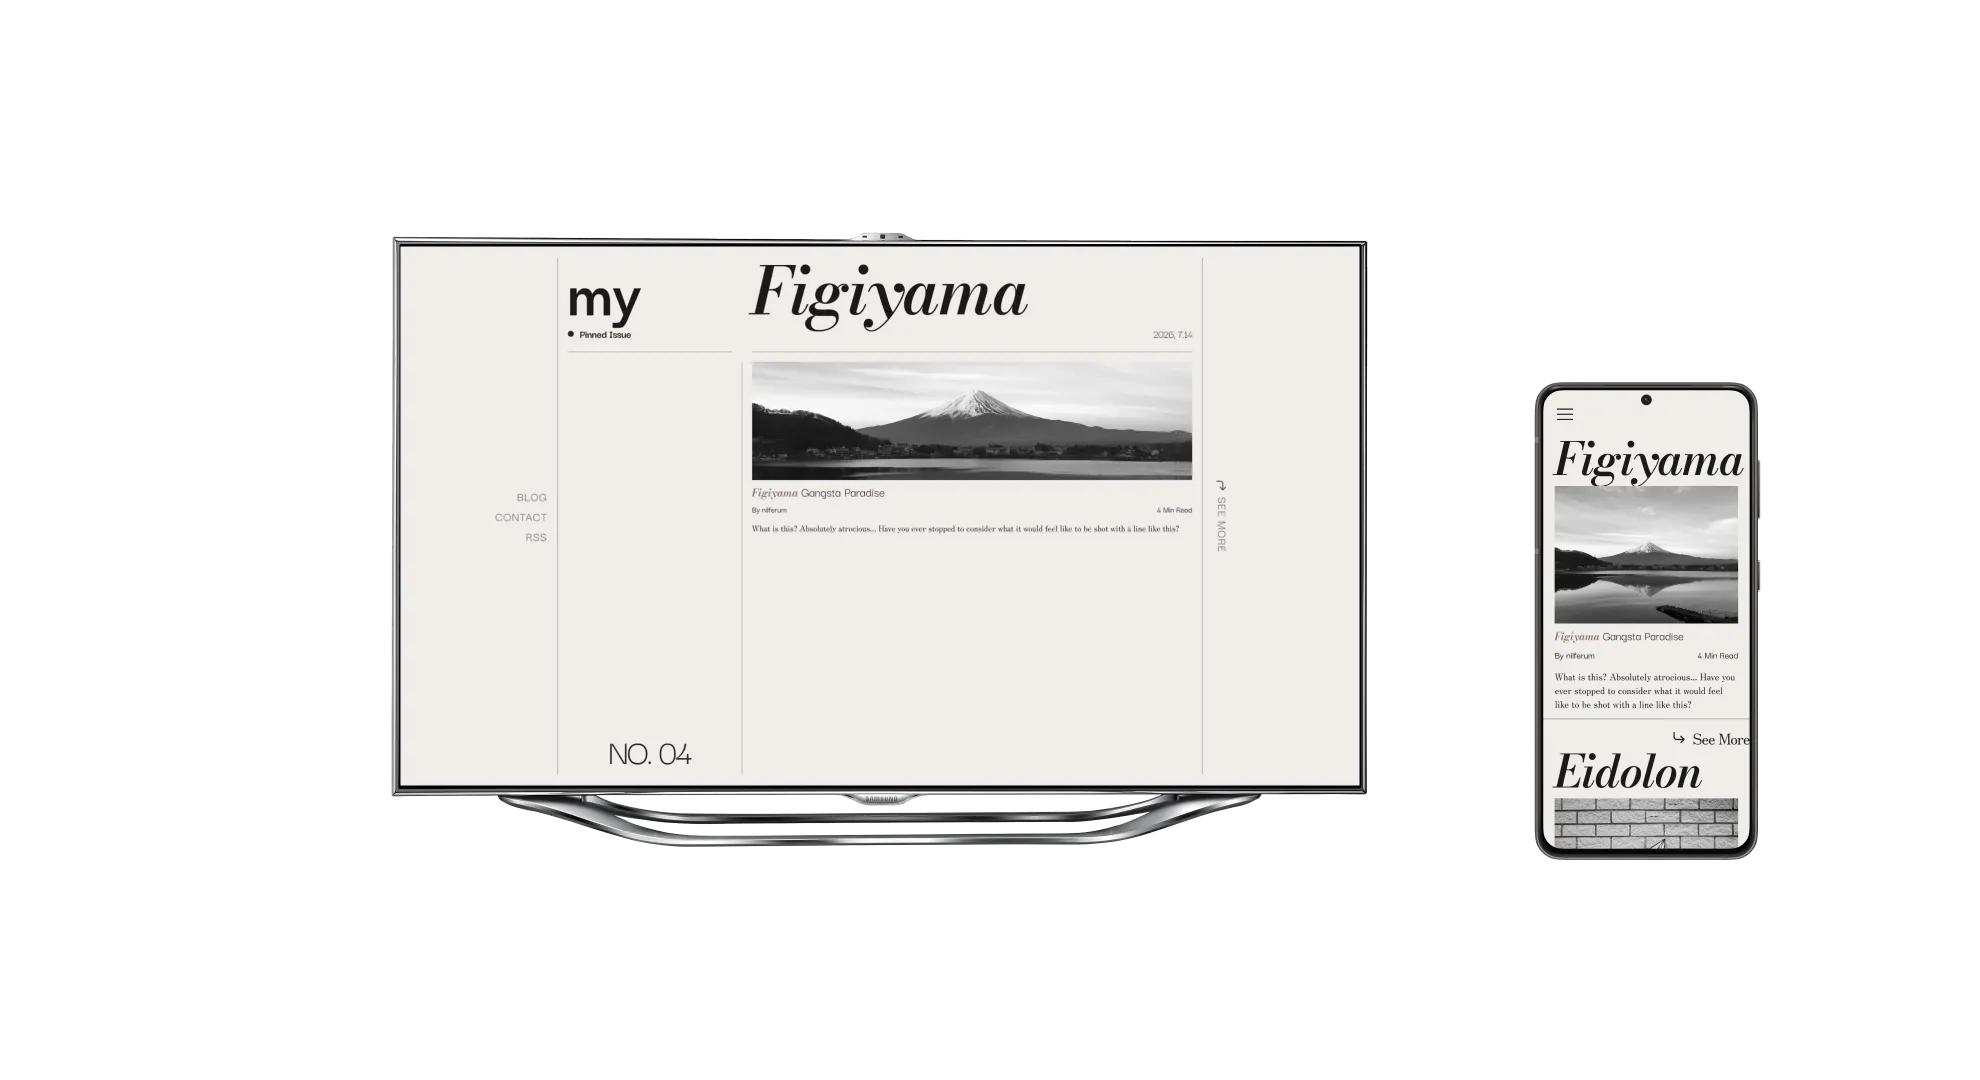 my
Pinned Issue
Figiyama
2026, 7.14
BLOG
CONTACT
RSS
Figiyama Gangsta Paradise
By nilferum
4 Min Read
What is this? Absolutely atrocious... Have you ever stopped to consider what it would feel like to be shot with a line like this?
SEE MORE
NO. 04
SAMSUNG
Figiyama
Figiyama Gangsta Paradise
By nilferum
4 Min Read
What is this? Absolutely atrocious... Have you
ever stopped to consider what it would feel
like to be shot with a line like this?
See More
Eidolon